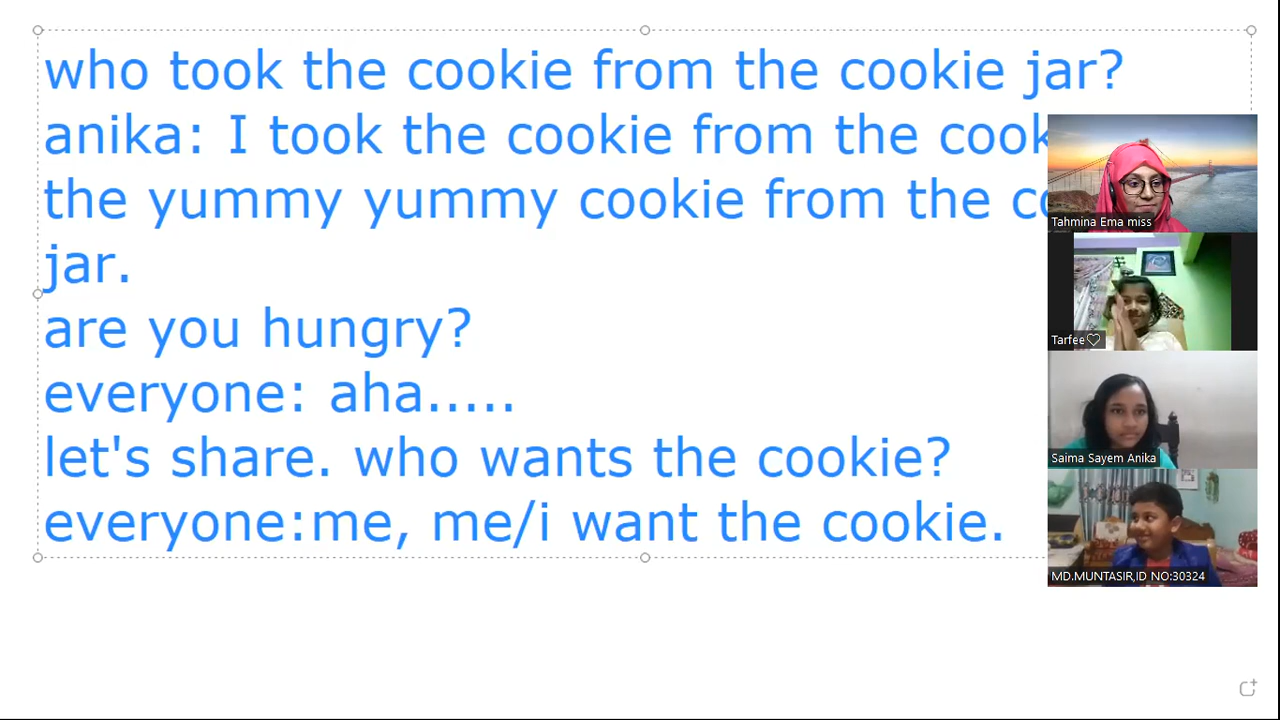 who took the cookie from the cookie jar?
anika: I took the cookie from the
the yummy yummy cookie from the
jar.
are you hungry?
everyone: aha.....
let's share. who wants the cookie?
everyone:me, me/i want the cookie.
Tahmina Ema miss
Tarfee♡
Saima Sayem Anika
MD.MUNTASIR,ID NO:30324